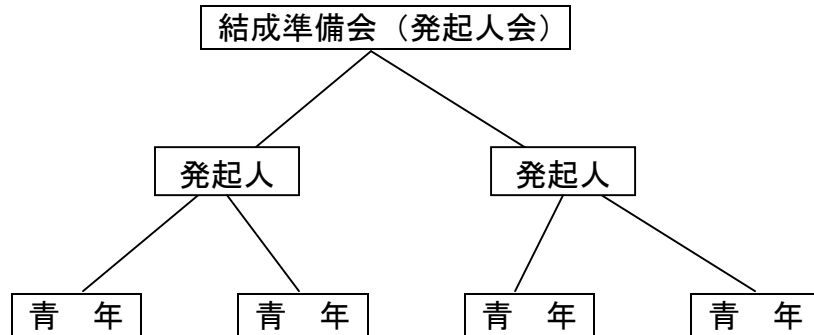 結成準備会（発起人会）
発起人　発起人
青　年　青　年　青　年　青　年